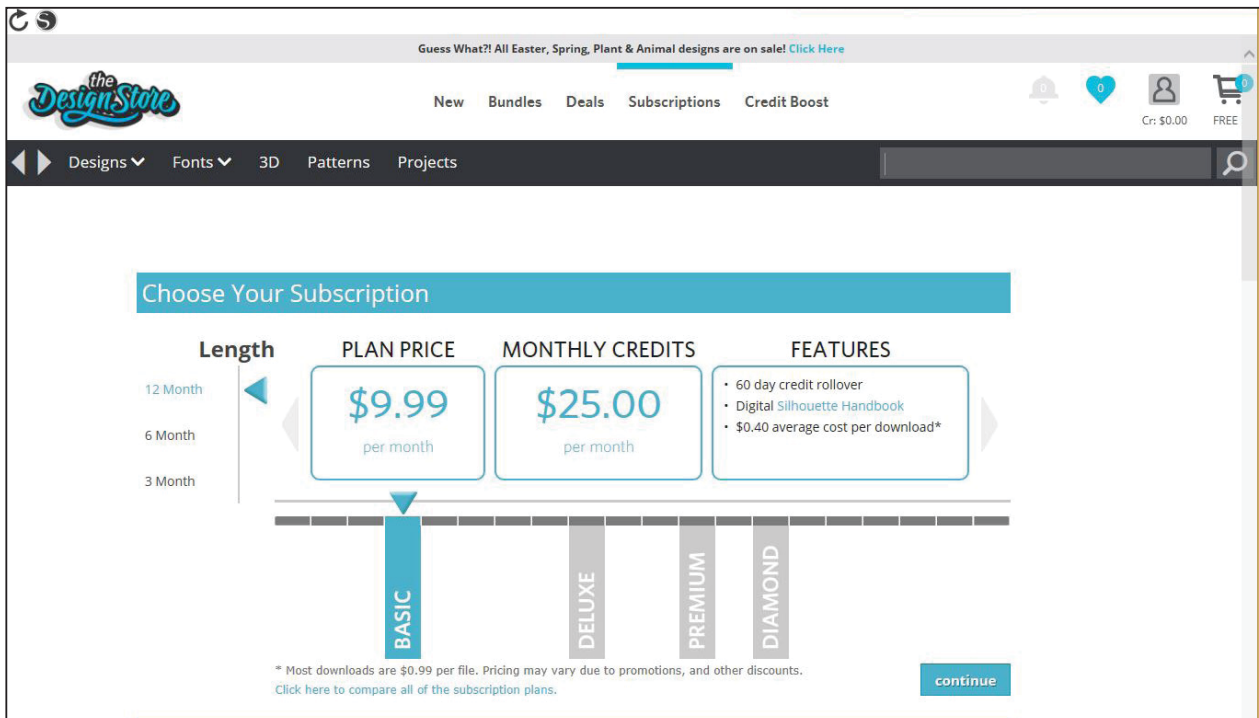 S
Guess What?! All Easter, Spring, Plant & Animal designs are on sale! Click Here
the
Design Store
New Bundles Deals Subscriptions Credit Boost
0
0
0
Cr: $0.00
FREE
Designs Fonts 3D Patterns Projects
Choose Your Subscription
Length
12 Month
6 Month
3 Month
PLAN PRICE
$9.99
per month
MONTHLY CREDITS
$25.00
per month
FEATURES
• 60 day credit rollover
• Digital Silhouette Handbook
• $0.40 average cost per download*
BASIC
DELUXE
PREMIUM
DIAMOND
* Most downloads are $0.99 per file. Pricing may vary due to promotions, and other discounts.
Click here to compare all of the subscription plans.
continue